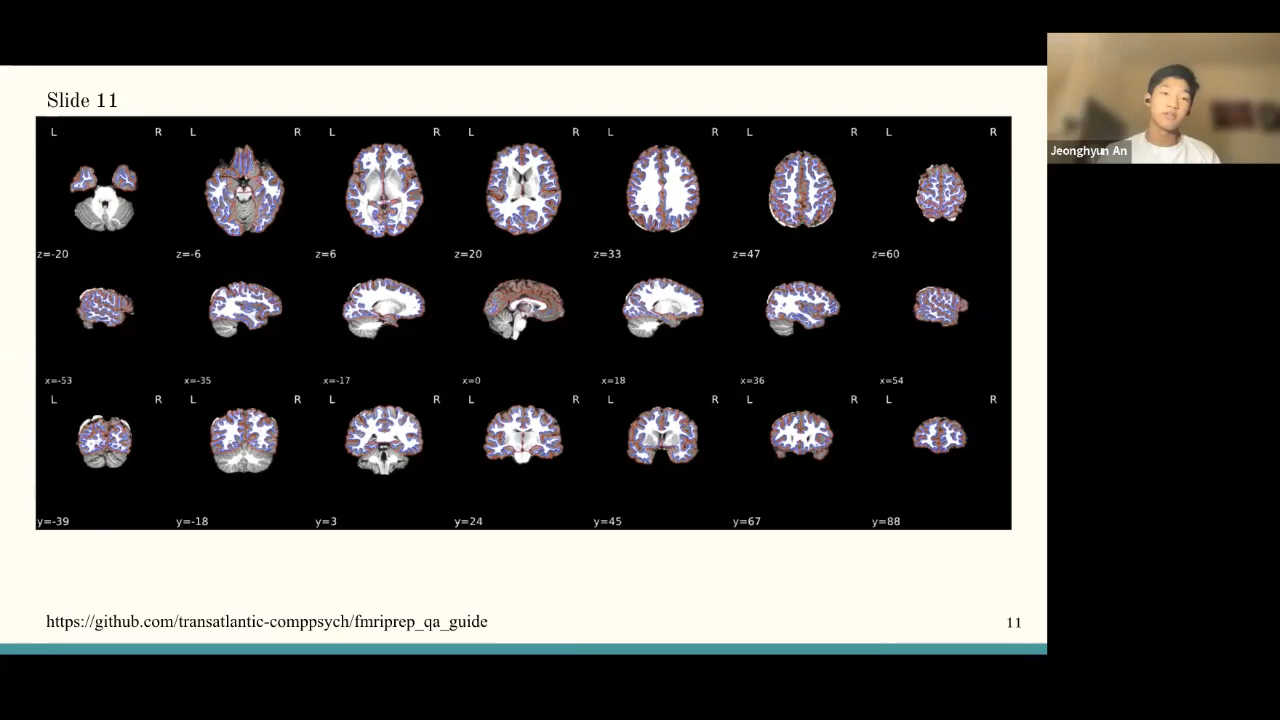 Slide 11
L R L R L R L R L R L R L R
z=-20 z=-6 z=6 z=20 z=33 z=47 z=60
x=-53 x=-35 x=-17 x=0 x=18 x=36 x=54
L R L R L R L R L R L R L R
y=-39 y=-18 y=3 y=24 y=45 y=67 y=88
https://github.com/transatlantic-comppsych/fmriprep_qa_guide
11
Jeonghyun An